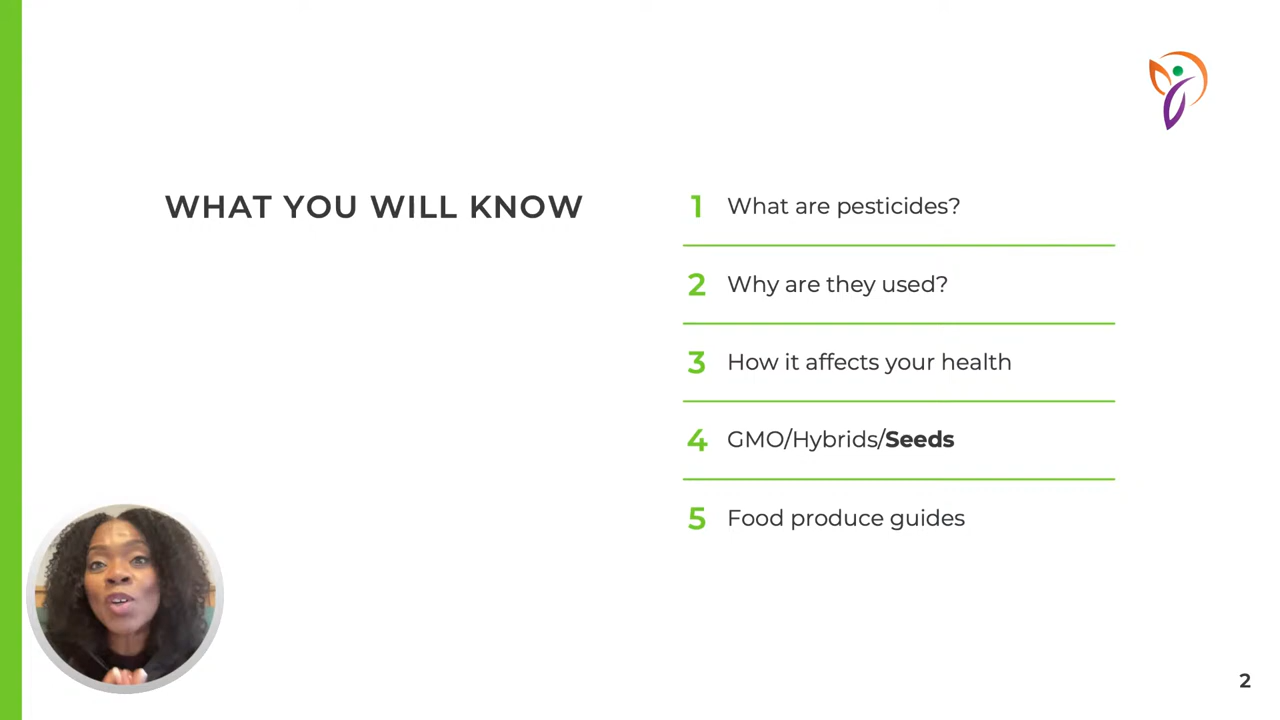 WHAT YOU WILL KNOW
1 What are pesticides?
2 Why are they used?
3 How it affects your health
4 GMO/Hybrids/Seeds
5 Food produce guides
2